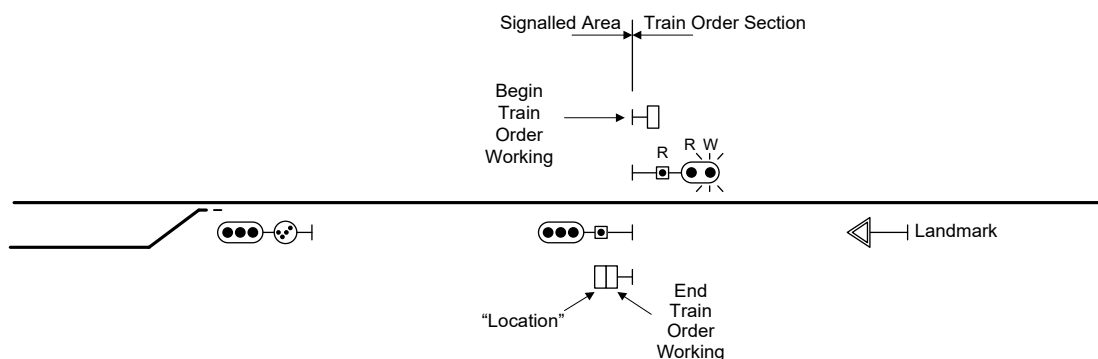 Signalled Area
Train Order Section
Begin
Train
Order
Working
R
R W
Landmark
“Location”
End
Train
Order
Working